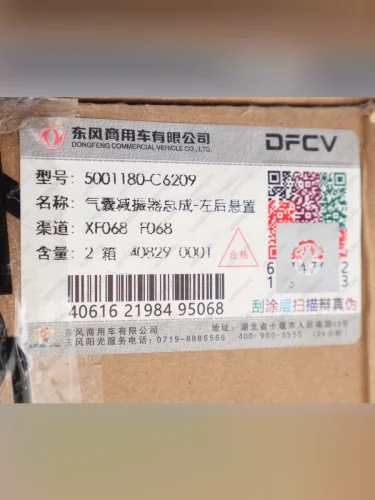 东风商用车有限公司
DONGFENG COMMERCIAL VEHICLE CO., LTD.
DFCV
型号: 5001180-C6209
名称: 气囊减振器总成-左后悬置
渠道: XF068 F068
含量: 2 箱 40829 0001
合格
40616 21984 95068
刮涂层扫描辩真伪
东风商用车有限公司
地址: 湖北省十堰市人民南路
东风阳光服务电话: 0719-8885555 400-900-5555